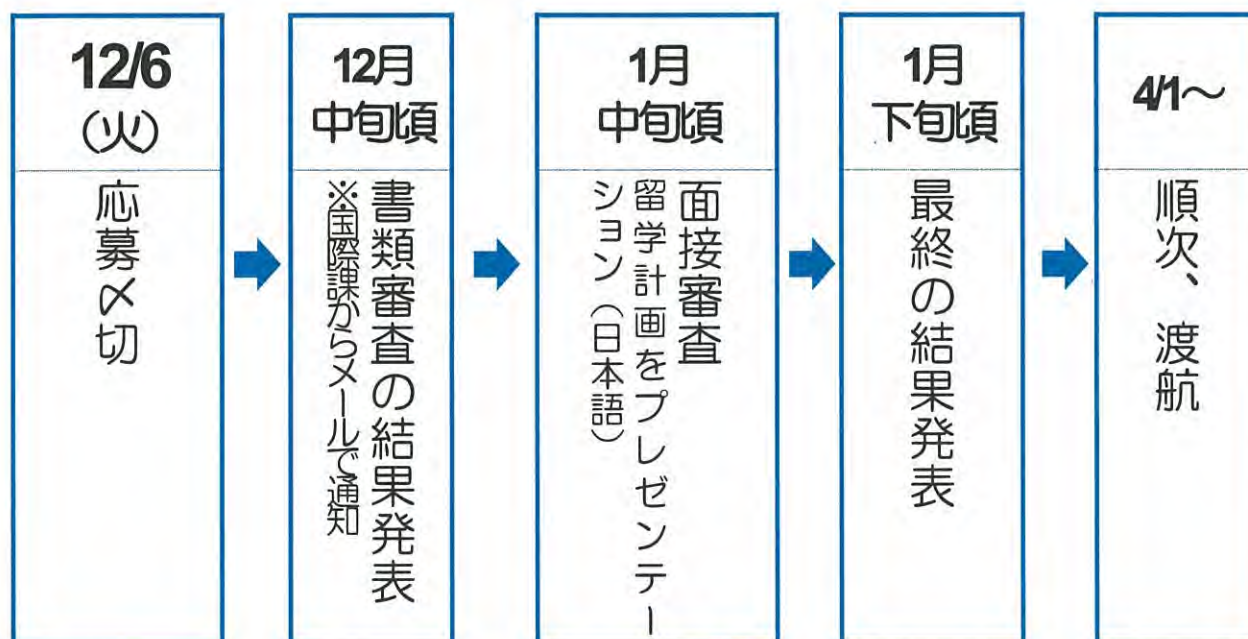 12/6
(火)
応募〆切
12月
中旬頃
書類審査の結果発表
※国際課からメールで通知
1月
中旬頃
面接審査
留学計画をプレゼンテー
ション(日本語)
1月
下旬頃
最終の結果発表
4/1～
順次、渡航